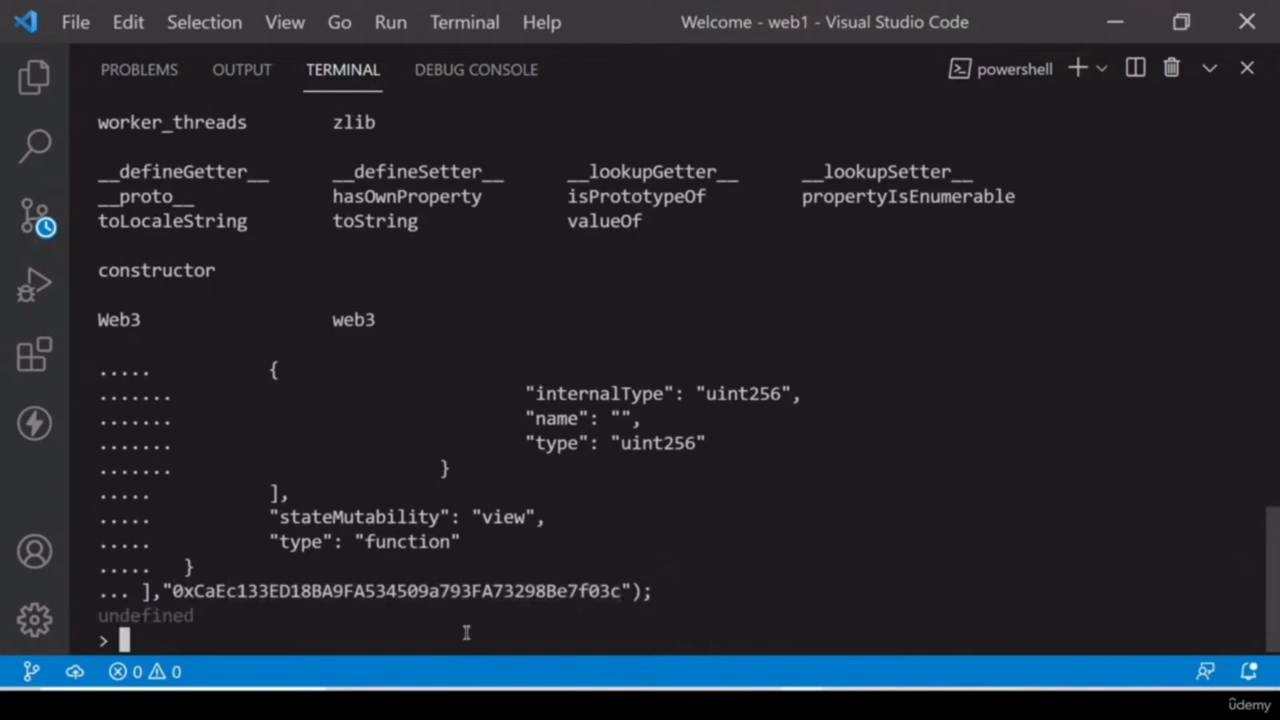 File Edit Selection View Go Run Terminal Help Welcome - web1 - Visual Studio Code
PROBLEMS OUTPUT TERMINAL DEBUG CONSOLE powershell
worker_threads zlib
__defineGetter__ __defineSetter__ __lookupGetter__ __lookupSetter__
__proto__ hasOwnProperty isPrototypeOf propertyIsEnumerable
toLocaleString toString valueOf
constructor
Web3 web3
..... {
....... "internalType": "uint256",
....... "name": "",
....... "type": "uint256"
....... }
..... ],
..... "stateMutability": "view",
..... "type": "function"
..... }
... ],"0xCaEc133ED18BA9FA534509a793FA73298Be7f03c");
undefined
>
0 0
ûdemy